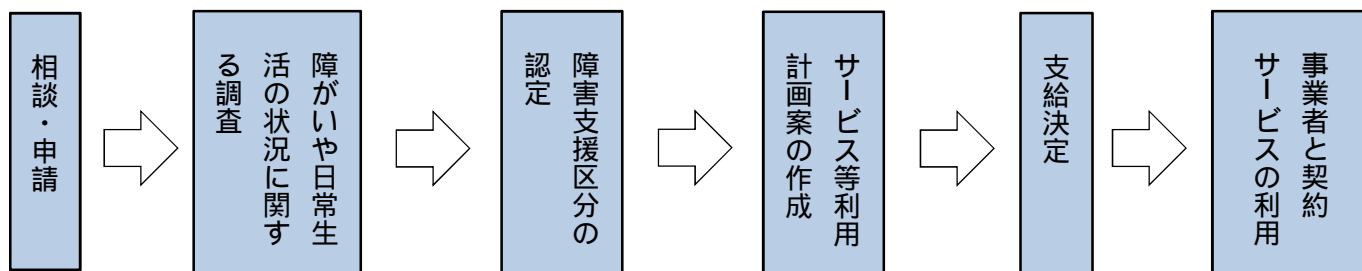 相談・申請
障がいや日常生
活の状況に関す
る調査
障害支援区分の
認定
サービス等利用
計画案の作成
支給決定
事業者と契約
サービスの利用